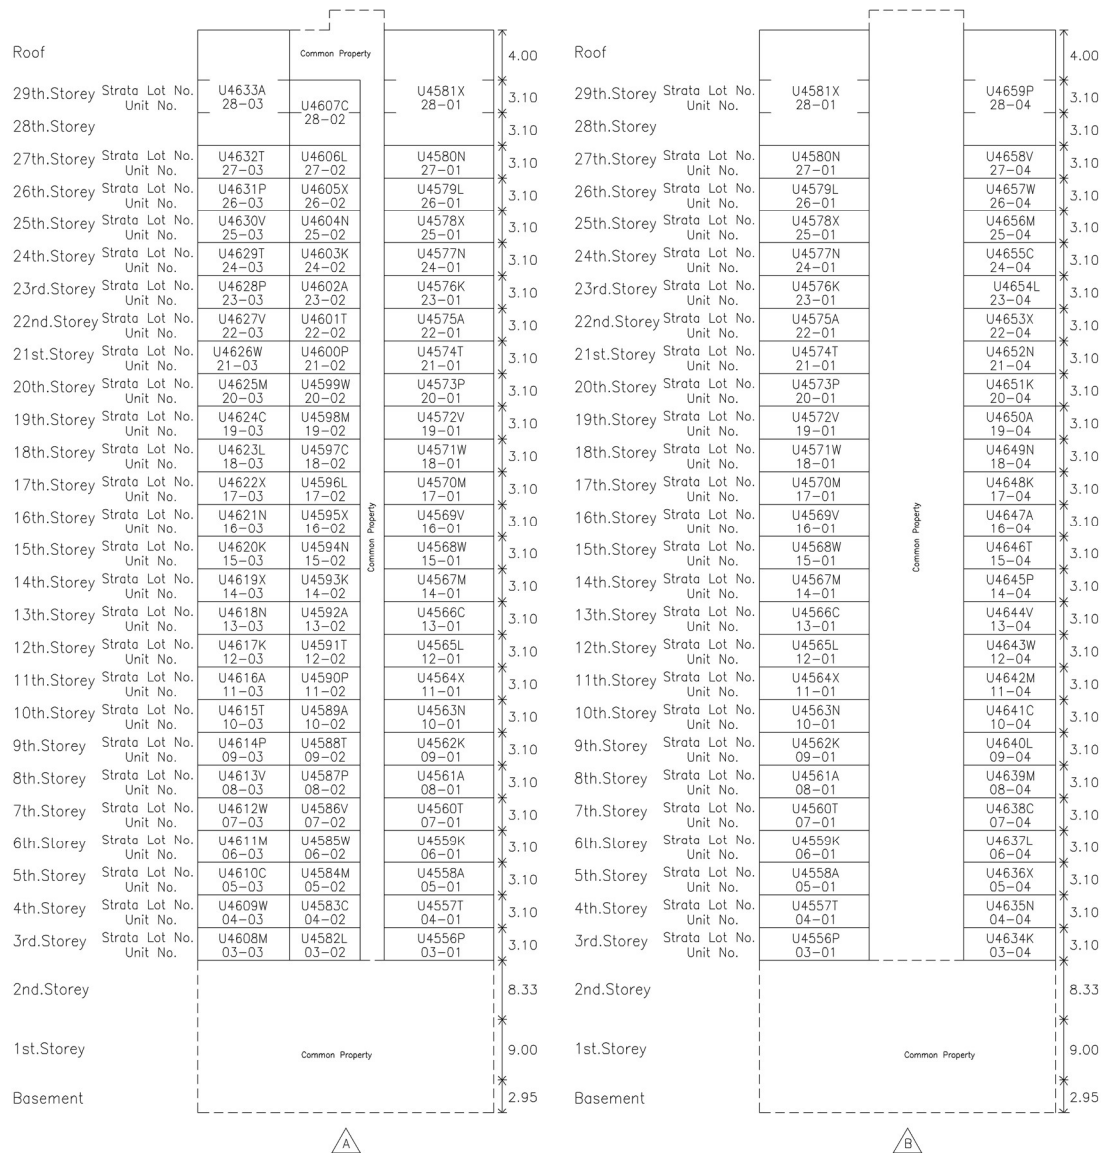 Common Property
Roof 4.00 Roof 4.00
29th.Storey Strata Lot No. U4633A U4581X 3.10 29th.Storey Strata Lot No. U4581X U4659P 3.10
Unit No. 28-03 U4607C 28-01 Unit No. 28-01 28-04
28th.Storey 28-02 3.10 28th.Storey 3.10
27th.Storey Strata Lot No. U4632T U4606L U4580N 3.10 27th.Storey Strata Lot No. U4580N U4658V 3.10
Unit No. 27-03 27-02 27-01 Unit No. 27-01 27-04
26th.Storey Strata Lot No. U4631P U4605X U4579L 3.10 26th.Storey Strata Lot No. U4579L U4657W 3.10
Unit No. 26-03 26-02 26-01 Unit No. 26-01 26-04
25th.Storey Strata Lot No. U4630V U4604N U4578X 3.10 25th.Storey Strata Lot No. U4578X U4656M 3.10
Unit No. 25-03 25-02 25-01 Unit No. 25-01 25-04
24th.Storey Strata Lot No. U4629T U4603K U4577N 3.10 24th.Storey Strata Lot No. U4577N U4655C 3.10
Unit No. 24-03 24-02 24-01 Unit No. 24-01 24-04
23rd.Storey Strata Lot No. U4628P U4602A U4576K 3.10 23rd.Storey Strata Lot No. U4576K U4654L 3.10
Unit No. 23-03 23-02 23-01 Unit No. 23-01 23-04
22nd.Storey Strata Lot No. U4627V U4601T U4575A 3.10 22nd.Storey Strata Lot No. U4575A U4653X 3.10
Unit No. 22-03 22-02 22-01 Unit No. 22-01 22-04
21st.Storey Strata Lot No. U4626W U4600P U4574T 3.10 21st.Storey Strata Lot No. U4574T U4652N 3.10
Unit No. 21-03 21-02 21-01 Unit No. 21-01 21-04
20th.Storey Strata Lot No. U4625M U4599W U4573P 3.10 20th.Storey Strata Lot No. U4573P U4651K 3.10
Unit No. 20-03 20-02 20-01 Unit No. 20-01 20-04
19th.Storey Strata Lot No. U4624C U4598M U4572V 3.10 19th.Storey Strata Lot No. U4572V U4650A 3.10
Unit No. 19-03 19-02 19-01 Unit No. 19-01 19-04
18th.Storey Strata Lot No. U4623L U4597C U4571W 3.10 18th.Storey Strata Lot No. U4571W U4649N 3.10
Unit No. 18-03 18-02 18-01 Unit No. 18-01 18-04
17th.Storey Strata Lot No. U4622X U4596L U4570M 3.10 17th.Storey Strata Lot No. U4570M U4648K 3.10
Unit No. 17-03 17-02 17-01 Unit No. 17-01 17-04
16th.Storey Strata Lot No. U4621N U4595X U4569V 3.10 16th.Storey Strata Lot No. U4569V U4647A 3.10
Unit No. 16-03 16-02 16-01 Unit No. 16-01 16-04
Common Property Common Property
15th.Storey Strata Lot No. U4620K U4594N U4568W 3.10 15th.Storey Strata Lot No. U4568W U4646T 3.10
Unit No. 15-03 15-02 15-01 Unit No. 15-01 15-04
14th.Storey Strata Lot No. U4619X U4593K U4567M 3.10 14th.Storey Strata Lot No. U4567M U4645P 3.10
Unit No. 14-03 14-02 14-01 Unit No. 14-01 14-04
13th.Storey Strata Lot No. U4618N U4592A U4566C 3.10 13th.Storey Strata Lot No. U4566C U4644V 3.10
Unit No. 13-03 13-02 13-01 Unit No. 13-01 13-04
12th.Storey Strata Lot No. U4617K U4591T U4565L 3.10 12th.Storey Strata Lot No. U4565L U4643W 3.10
Unit No. 12-03 12-02 12-01 Unit No. 12-01 12-04
11th.Storey Strata Lot No. U4616A U4590P U4564X 3.10 11th.Storey Strata Lot No. U4564X U4642M 3.10
Unit No. 11-03 11-02 11-01 Unit No. 11-01 11-04
10th.Storey Strata Lot No. U4615T U4589A U4563N 3.10 10th.Storey Strata Lot No. U4563N U4641C 3.10
Unit No. 10-03 10-02 10-01 Unit No. 10-01 10-04
9th.Storey Strata Lot No. U4614P U4588T U4562K 3.10 9th.Storey Strata Lot No. U4562K U4640L 3.10
Unit No. 09-03 09-02 09-01 Unit No. 09-01 09-04
8th.Storey Strata Lot No. U4613V U4587P U4561A 3.10 8th.Storey Strata Lot No. U4561A U4639M 3.10
Unit No. 08-03 08-02 08-01 Unit No. 08-01 08-04
7th.Storey Strata Lot No. U4612W U4586V U4560T 3.10 7th.Storey Strata Lot No. U4560T U4638C 3.10
Unit No. 07-03 07-02 07-01 Unit No. 07-01 07-04
6th.Storey Strata Lot No. U4611M U4585W U4559K 3.10 6th.Storey Strata Lot No. U4559K U4637L 3.10
Unit No. 06-03 06-02 06-01 Unit No. 06-01 06-04
5th.Storey Strata Lot No. U4610C U4584M U4558A 3.10 5th.Storey Strata Lot No. U4558A U4636X 3.10
Unit No. 05-03 05-02 05-01 Unit No. 05-01 05-04
4th.Storey Strata Lot No. U4609W U4583C U4557T 3.10 4th.Storey Strata Lot No. U4557T U4635N 3.10
Unit No. 04-03 04-02 04-01 Unit No. 04-01 04-04
3rd.Storey Strata Lot No. U4608M U4582L U4556P 3.10 3rd.Storey Strata Lot No. U4556P U4634K 3.10
Unit No. 03-03 03-02 03-01 Unit No. 03-01 03-04
2nd.Storey 8.33 2nd.Storey 8.33
1st.Storey Common Property 9.00 1st.Storey Common Property 9.00
Basement 2.95 Basement 2.95
A B